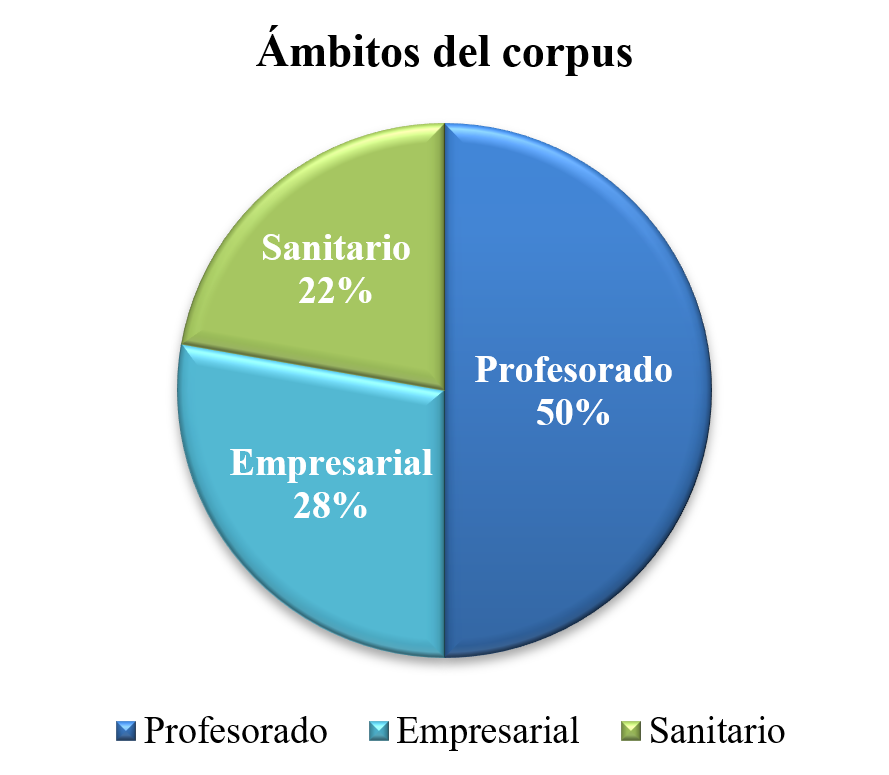 Ámbitos del corpus
Sanitario
22%
Profesorado
50%
Empresarial
28%
Profesorado Empresarial Sanitario